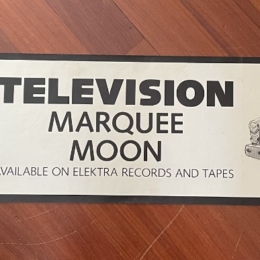 TELEVISION
MARQUEE
MOON
AVAILABLE ON ELEKTRA RECORDS AND TAPES